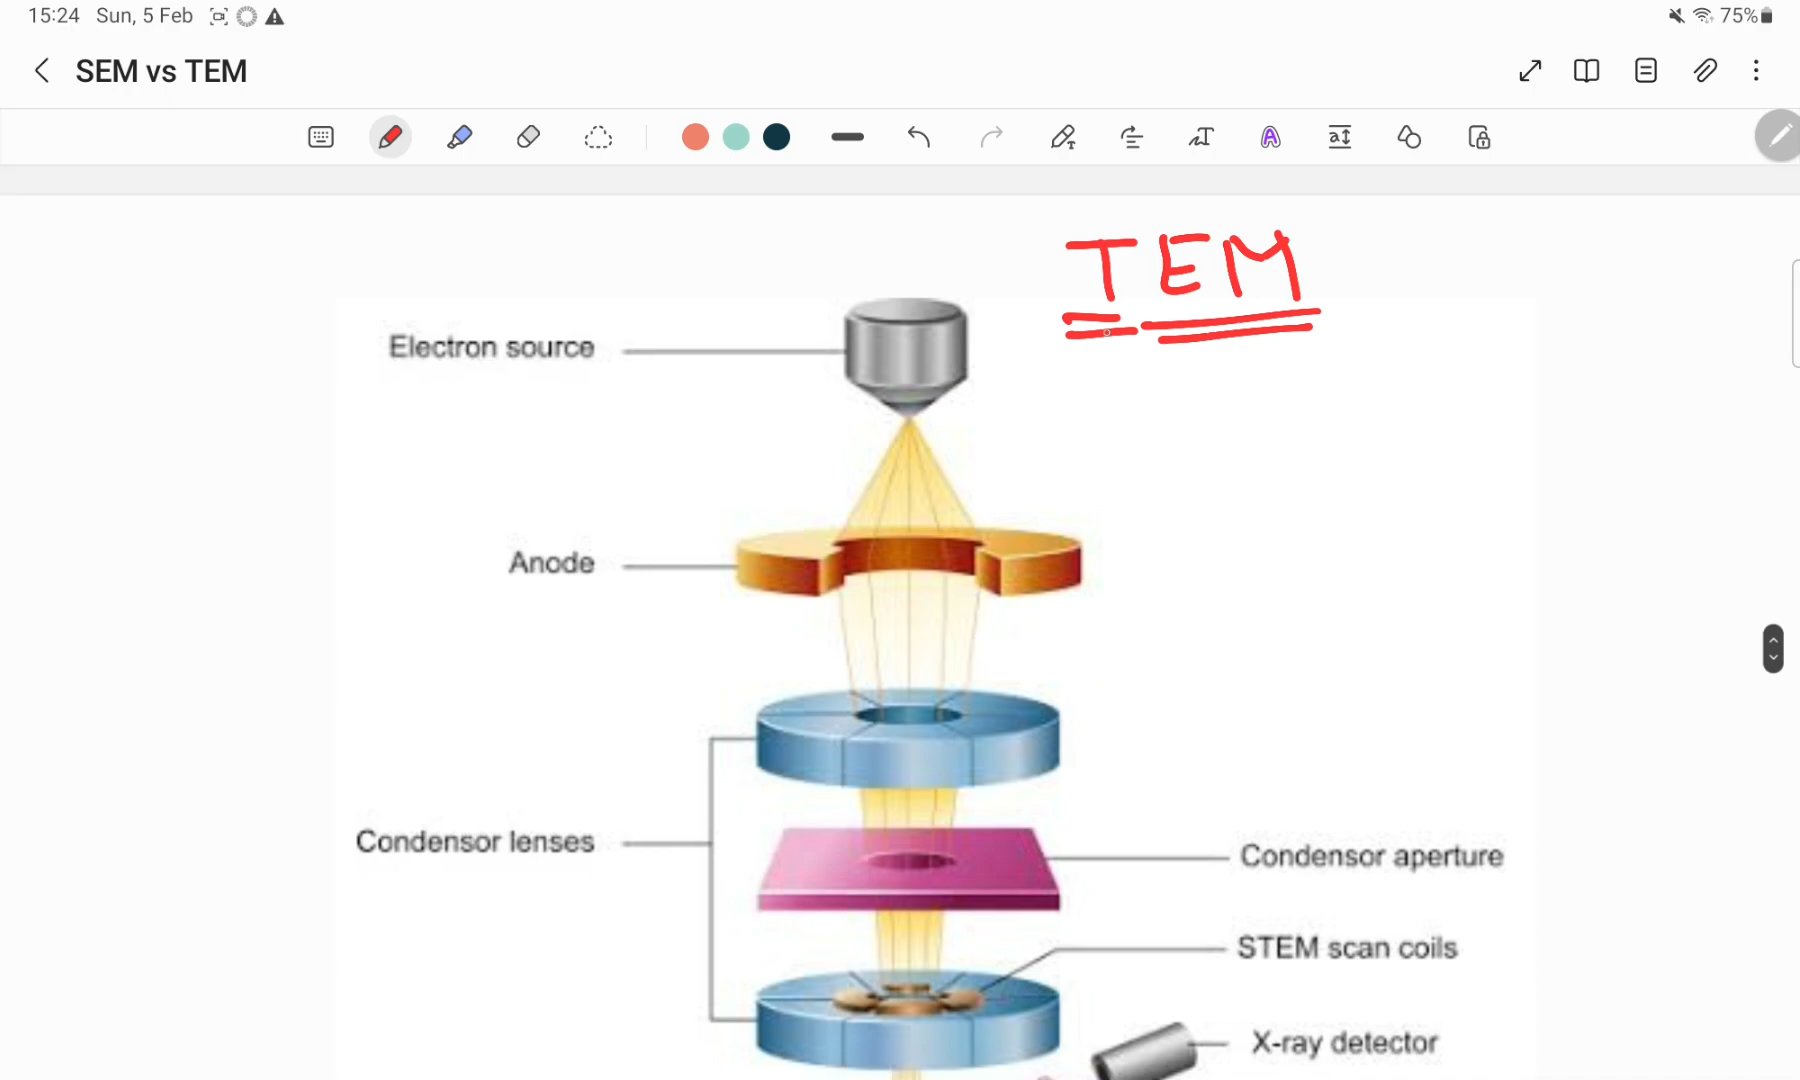 15:24 Sun, 5 Feb 75%
SEM vs TEM
TEM
Electron source
Anode
Condensor lenses
Condensor aperture
STEM scan coils
X-ray detector